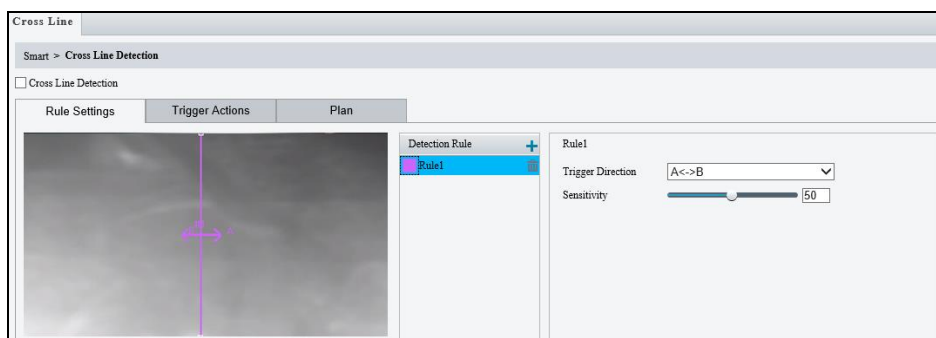 Cross Line
Smart > Cross Line Detection
Cross Line Detection
Rule Settings
Trigger Actions
Plan
Detection Rule
Rule1
Rule1
Trigger Direction
A<->B
Sensitivity
50